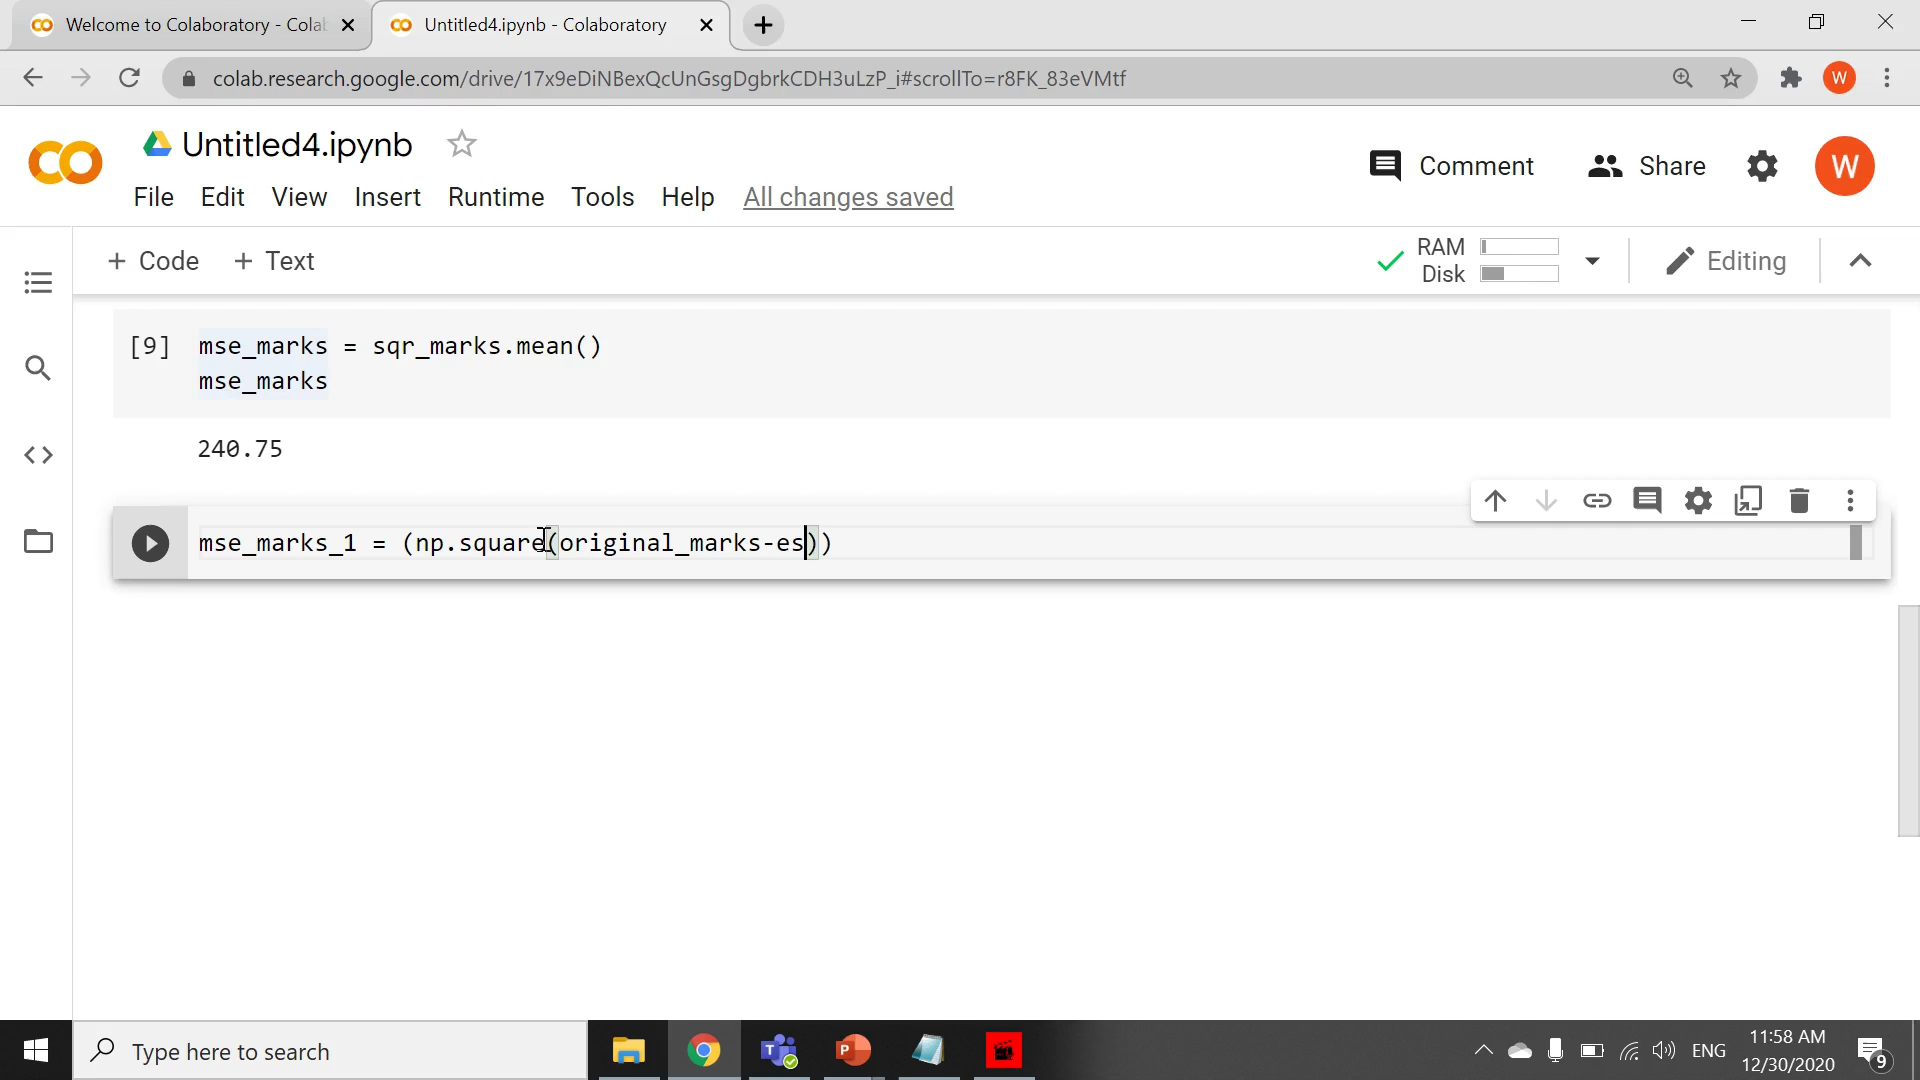 Welcome to Colaboratory - Colab
Untitled4.ipynb - Colaboratory
colab.research.google.com/drive/17x9eDiNBexQcUnGsgDgbrkCDH3uLzP_i#scrollTo=r8FK_83eVMtf
W
Untitled4.ipynb
Comment
Share
W
File Edit View Insert Runtime Tools Help All changes saved
+ Code + Text
RAM
Disk
Editing
[9] mse_marks = sqr_marks.mean()
mse_marks
240.75
mse_marks_1 = (np.square(original_marks-es))
Type here to search
ENG
11:58 AM
12/30/2020
9